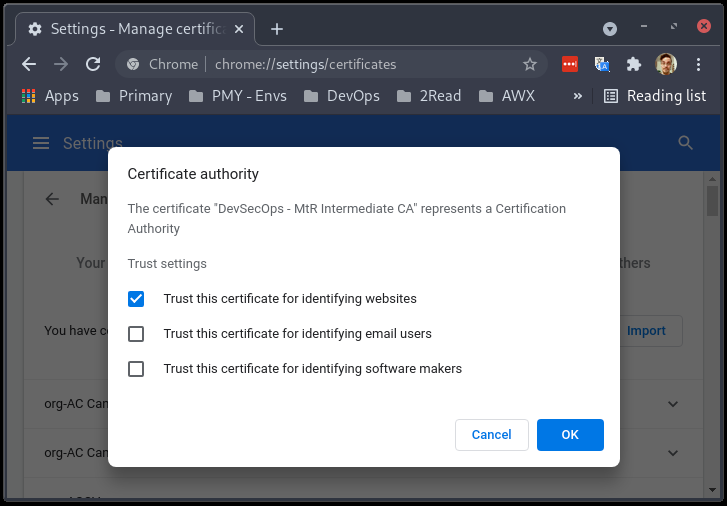 Settings - Manage certific
Chrome | chrome://settings/certificates
Apps Primary PMY - Envs DevOps 2Read AWX » Reading list
Settings
Certificate authority
The certificate "DevSecOps - MtR Intermediate CA" represents a Certification
Authority
Trust settings
Trust this certificate for identifying websites
Trust this certificate for identifying email users
Trust this certificate for identifying software makers
Cancel OK
Man
Your thers
You have c Import
org-AC Can
org-AC Can